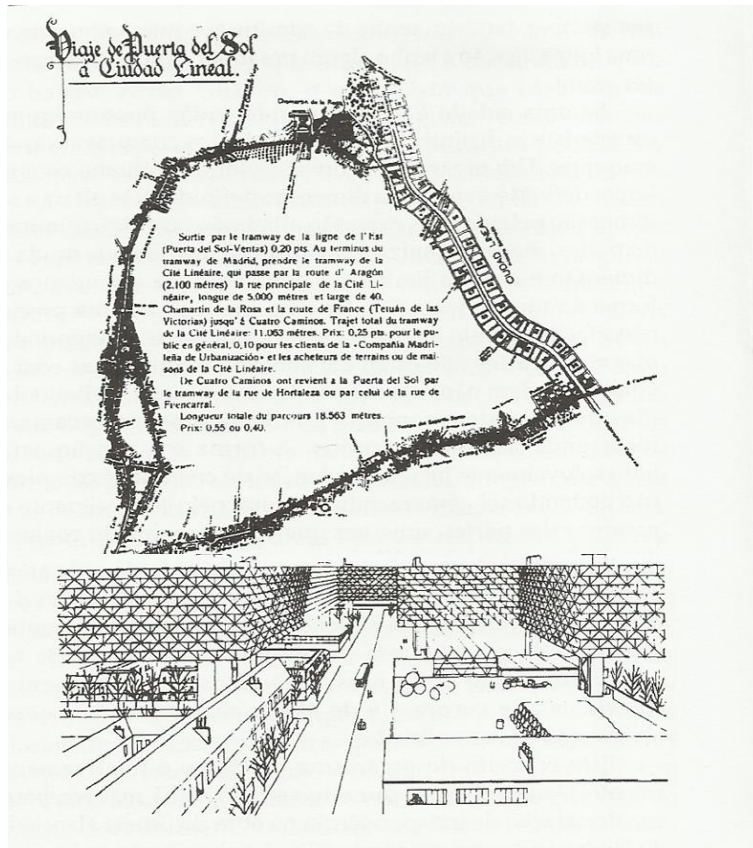 Viaje de Puerta del Sol
á Ciudad Lineal.
Chamartín de la Rosa
CIUDAD LINEAL
Sortie par le tramway de la ligne de l'Est
(Puerta del Sol-Ventas) 0,20 pts. Au terminus du
tramway de Madrid, prendre le tramway de la
Cité Linéaire, qui passe par la route d' Aragón
(2.100 métres) la rue principale de la Cité Li-
néaire, longue de 5.000 métres et large de 40.
Chamartin de la Rosa et la route de France (Tetuán de las
Victorias) jusqu' á Cuatro Caminos. Trajet total du tramway
de la Cité Linéaire: 11.063 métres. Prix: 0,25 pts. pour le pu-
blic en général, 0,10 pour les clients de la «Compañia Madri-
leña de Urbanización» et les acheteurs de terrains ou de mai-
sons de la Cité Linéaire.
De Cuatro Caminos ont revient a la Puerta del Sol par
le tramway de la rue de Hortaleza ou par celui de la rue de
Fuencarral.
Longueur totale du parcours 18.563 métres.
Prix: 0,55 ou 0,40.